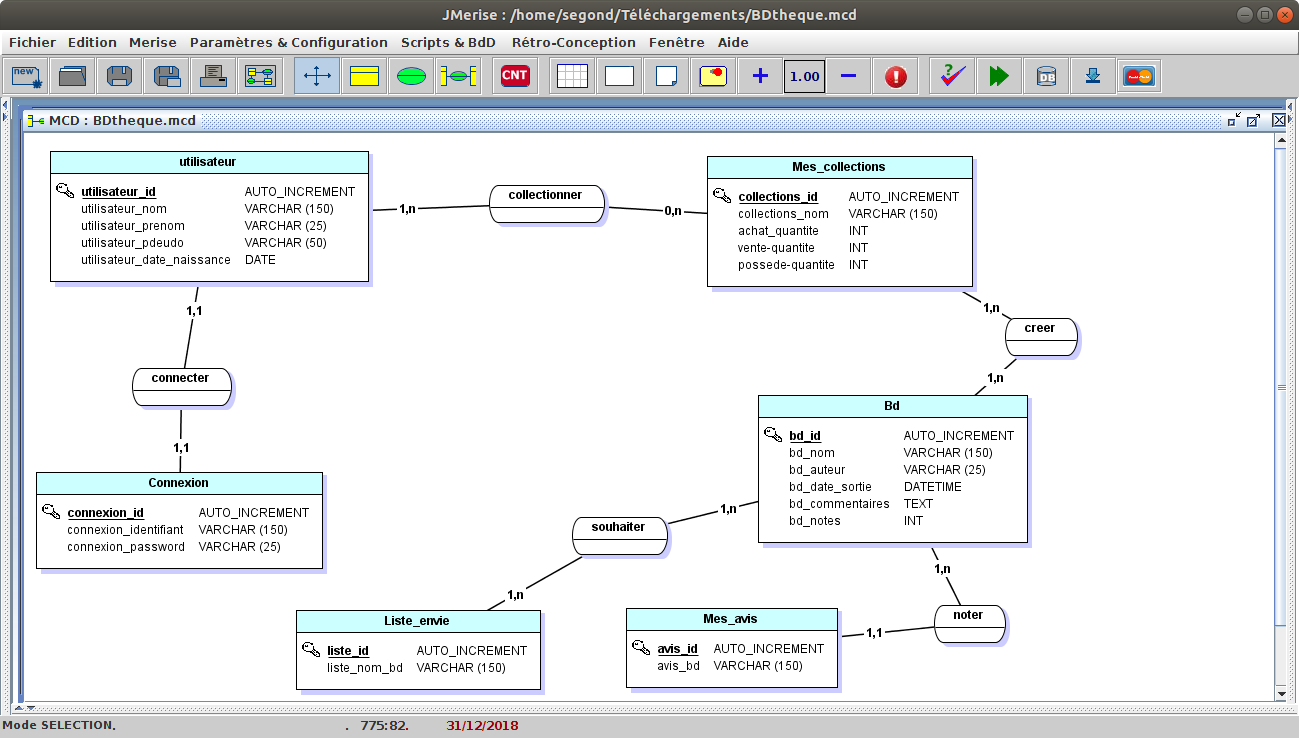 JMerise : /home/segond/Téléchargements/BDtheque.mcd
Fichier Edition Merise Paramètres & Configuration Scripts & BdD Rétro-Conception Fenêtre Aide
new CNT 1.00 DB
MCD : BDtheque.mcd
utilisateur
utilisateur_id AUTO_INCREMENT
utilisateur_nom VARCHAR (150)
utilisateur_prenom VARCHAR (25)
utilisateur_pdeudo VARCHAR (50)
utilisateur_date_naissance DATE
1,n
collectionner
0,n
Mes_collections
collections_id AUTO_INCREMENT
collections_nom VARCHAR (150)
achat_quantite INT
vente-quantite INT
possede-quantite INT
1,n
creer
1,n
1,1
connecter
1,1
Connexion
connexion_id AUTO_INCREMENT
connexion_identifiant VARCHAR (150)
connexion_password VARCHAR (25)
Bd
bd_id AUTO_INCREMENT
bd_nom VARCHAR (150)
bd_auteur VARCHAR (25)
bd_date_sortie DATETIME
bd_commentaires TEXT
bd_notes INT
1,n
souhaiter
1,n
Liste_envie
liste_id AUTO_INCREMENT
liste_nom_bd VARCHAR (150)
1,n
noter
1,1
Mes_avis
avis_id AUTO_INCREMENT
avis_bd VARCHAR (150)
Mode SELECTION. . 775:82. 31/12/2018